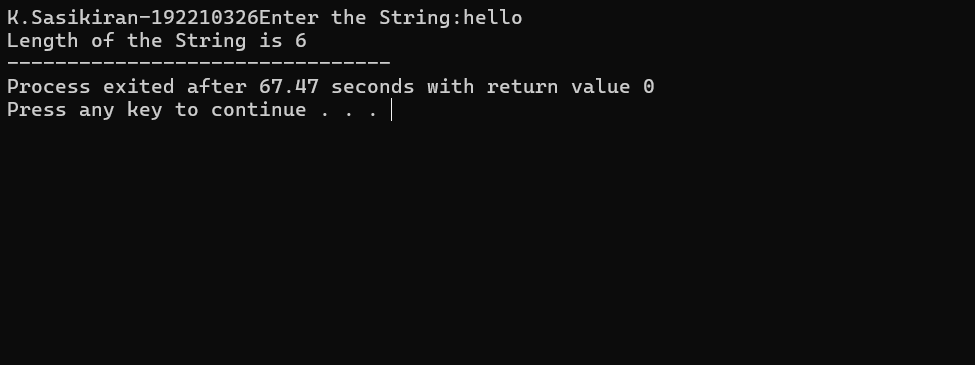 K.Sasikiran-192210326Enter the String:hello
Length of the String is 6
--------------------------------
Process exited after 67.47 seconds with return value 0
Press any key to continue . . .